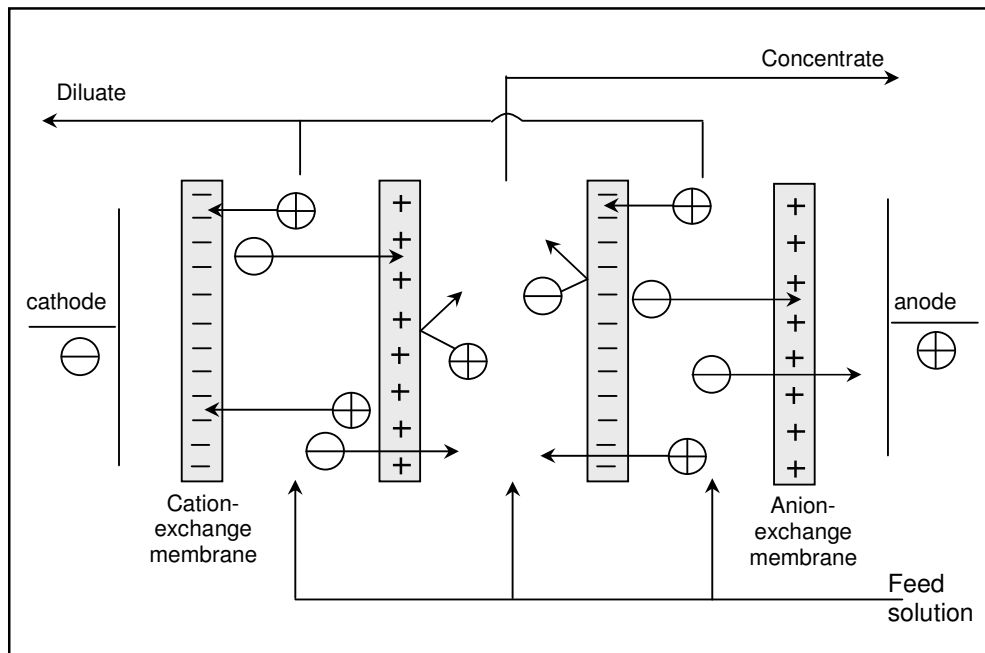 Concentrate
Diluate
cathode
anode
Cation-
exchange
membrane
Anion-
exchange
membrane
Feed
solution